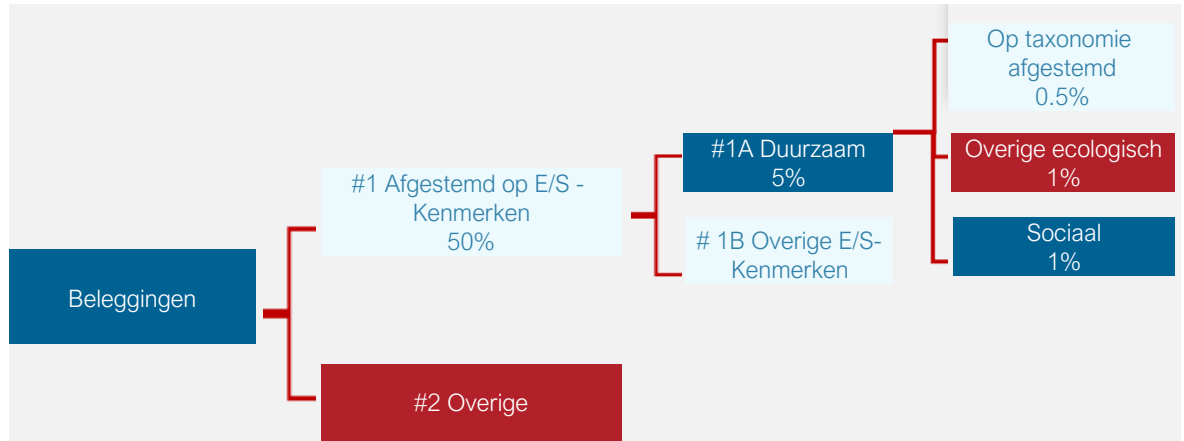 Beleggingen
#1 Afgestemd op E/S -
Kenmerken
50%
#2 Overige
#1A Duurzaam
5%
# 1B Overige E/S-
Kenmerken
Op taxonomie
afgestemd
0.5%
Overige ecologisch
1%
Sociaal
1%